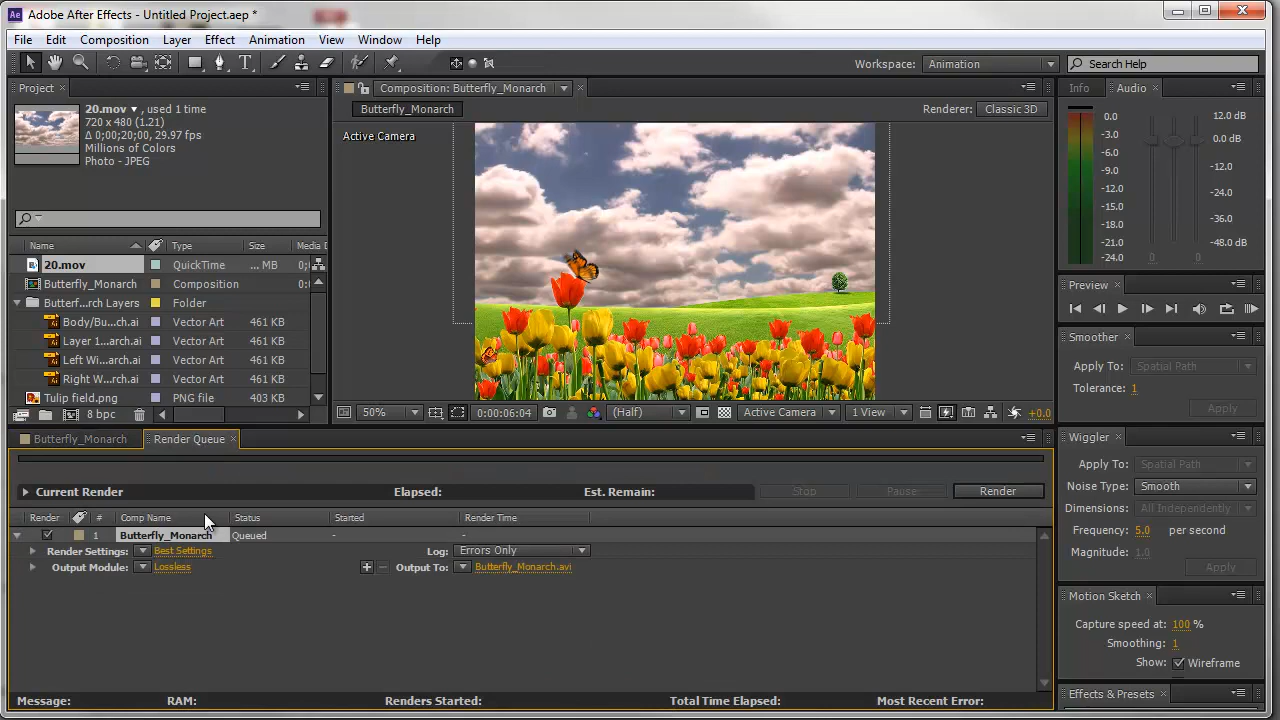 Adobe After Effects - Untitled Project.aep *
File Edit Composition Layer Effect Animation View Window Help
Workspace: Animation Search Help
Project
20.mov ▼ , used 1 time
720 x 480 (1.21)
Δ 0;00;20;00, 29.97 fps
Millions of Colors
Photo - JPEG
Name Type Size Media D
20.mov QuickTime ... MB 0;
Butterfly_Monarch Composition 0:
Butterf...rch Layers Folder
Body/Bu...ch.ai Vector Art 461 KB
Layer 1...arch.ai Vector Art 461 KB
Left Wi...arch.ai Vector Art 461 KB
Right W...rch.ai Vector Art 461 KB
Tulip field.png PNG file 403 KB
8 bpc
Composition: Butterfly_Monarch
Butterfly_Monarch Renderer: Classic 3D
Active Camera
50% 0:00:06:04 (Half) Active Camera 1 View +0.0
Info Audio
0.0 12.0 dB
-3.0 0.0 dB
-6.0
-9.0 -12.0
-12.0
-15.0 -24.0
-18.0 -36.0
-21.0
-24.0 -48.0 dB
0 0
Preview
Smoother
Apply To: Spatial Path
Tolerance: 1
Apply
Wiggler
Apply To: Spatial Path
Noise Type: Smooth
Dimensions: All Independently
Frequency: 5.0 per second
Magnitude: 1.0
Apply
Motion Sketch
Capture speed at: 100 %
Smoothing: 1
Show: Wireframe
Effects & Presets
Butterfly_Monarch Render Queue
Current Render Elapsed: Est. Remain: Stop Pause Render
Render # Comp Name Status Started Render Time
1 Butterfly_Monarch Queued - -
Render Settings: Best Settings Log: Errors Only
Output Module: Lossless Output To: Butterfly_Monarch.avi
Message: RAM: Renders Started: Total Time Elapsed: Most Recent Error: